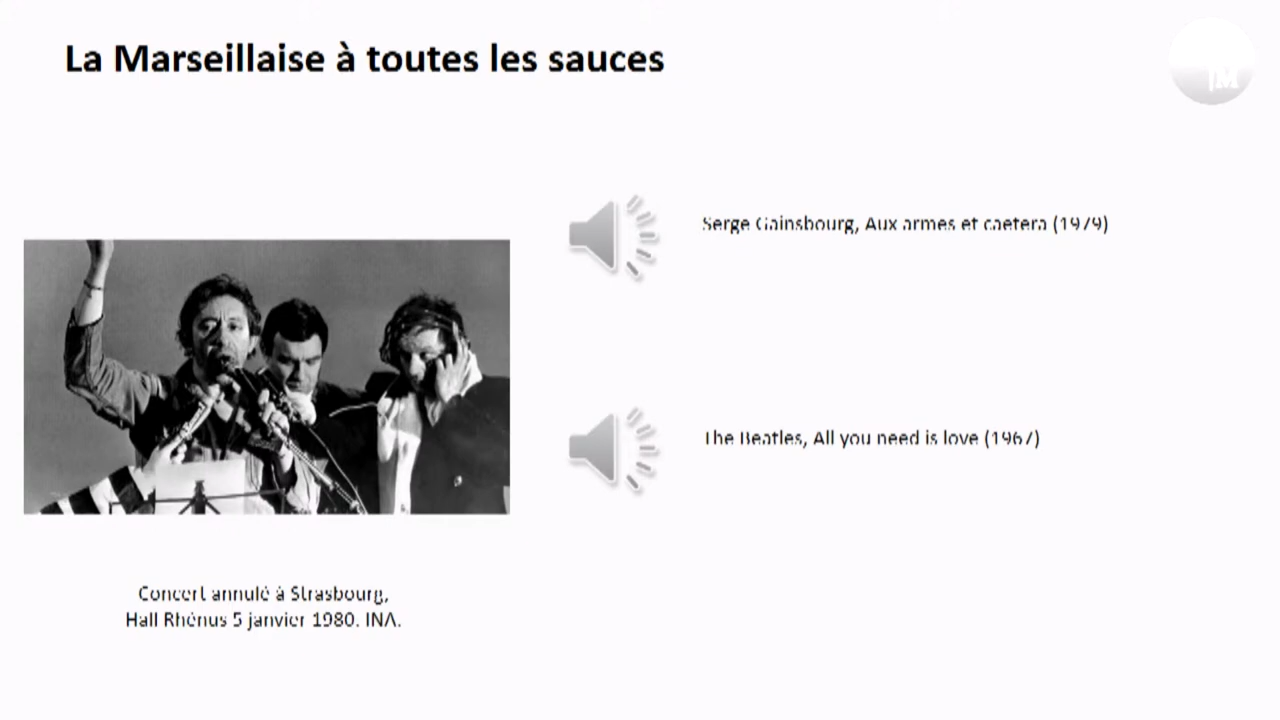 La Marseillaise à toutes les sauces
M
Serge Gainsbourg, Aux armes et caetera (1979)
The Beatles, All you need is love (1967)
Concert annulé à Strasbourg,
Hall Rhénus 5 janvier 1980. INA.